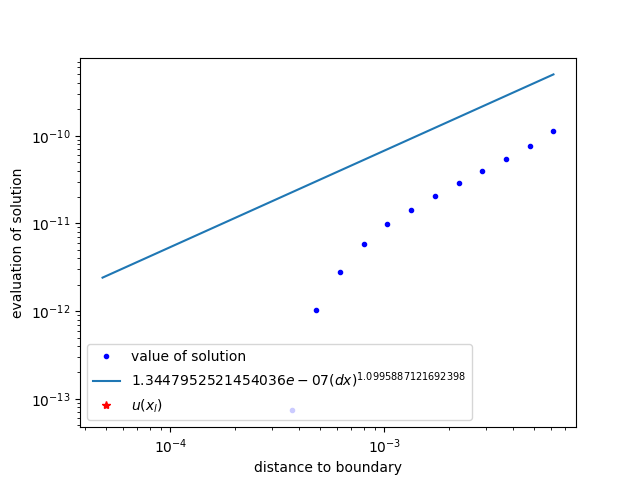 evaluation of solution
10⁻¹⁰
10⁻¹¹
10⁻¹²
10⁻¹³
value of solution
1.3447952521454036e − 07(dx)^1.0995887121692398
u(x_l)
10⁻⁴ 10⁻³
distance to boundary